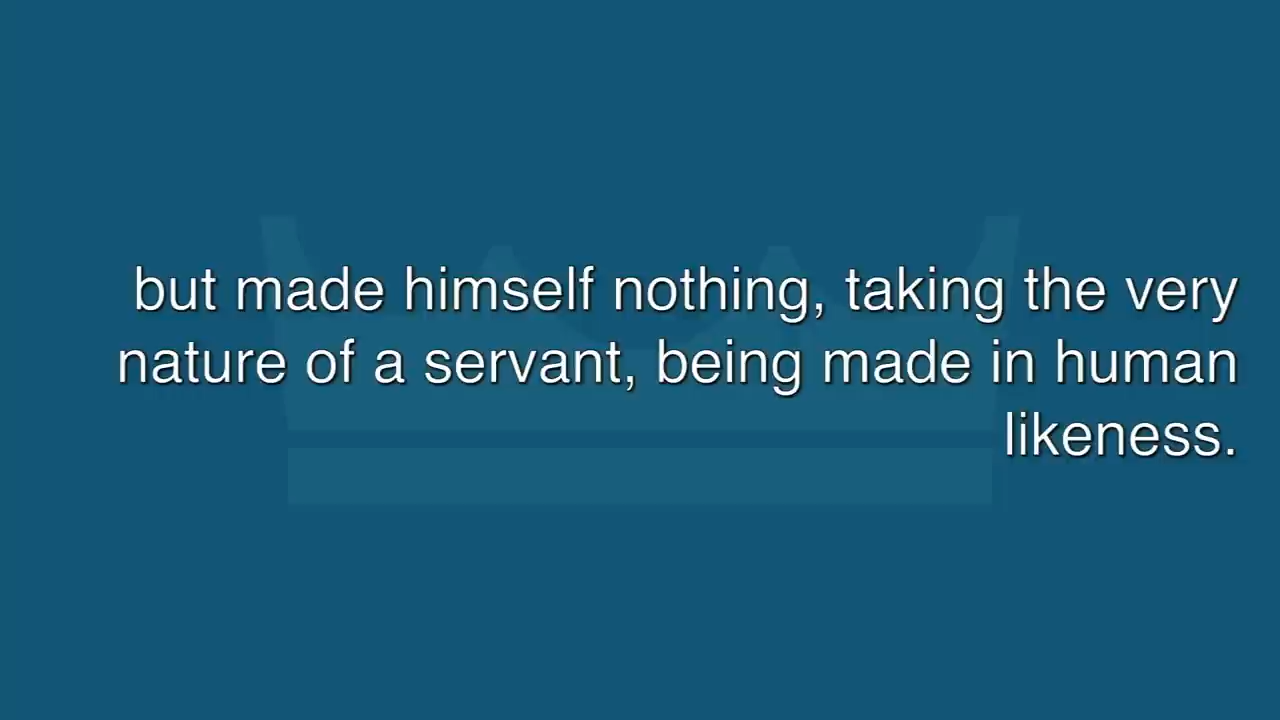 but made himself nothing, taking the very
nature of a servant, being made in human
likeness.